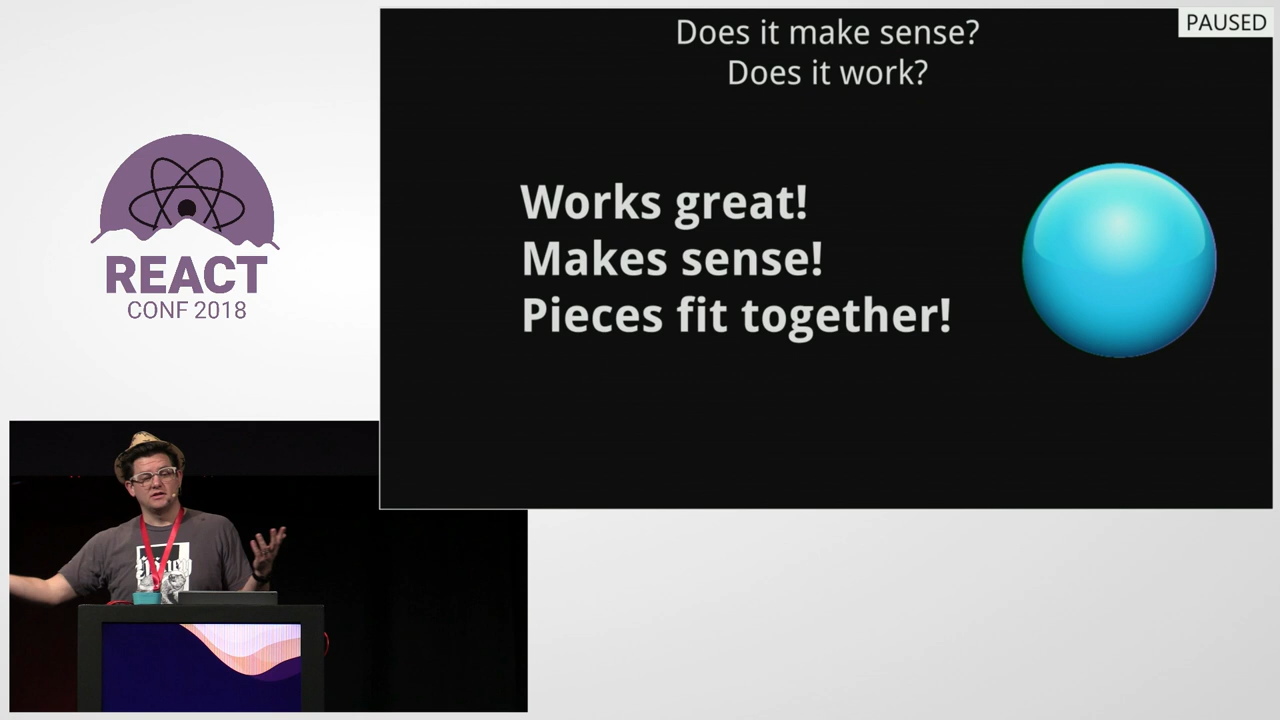 Does it make sense?
Does it work?
PAUSED
Works great!
Makes sense!
Pieces fit together!
REACT
CONF 2018